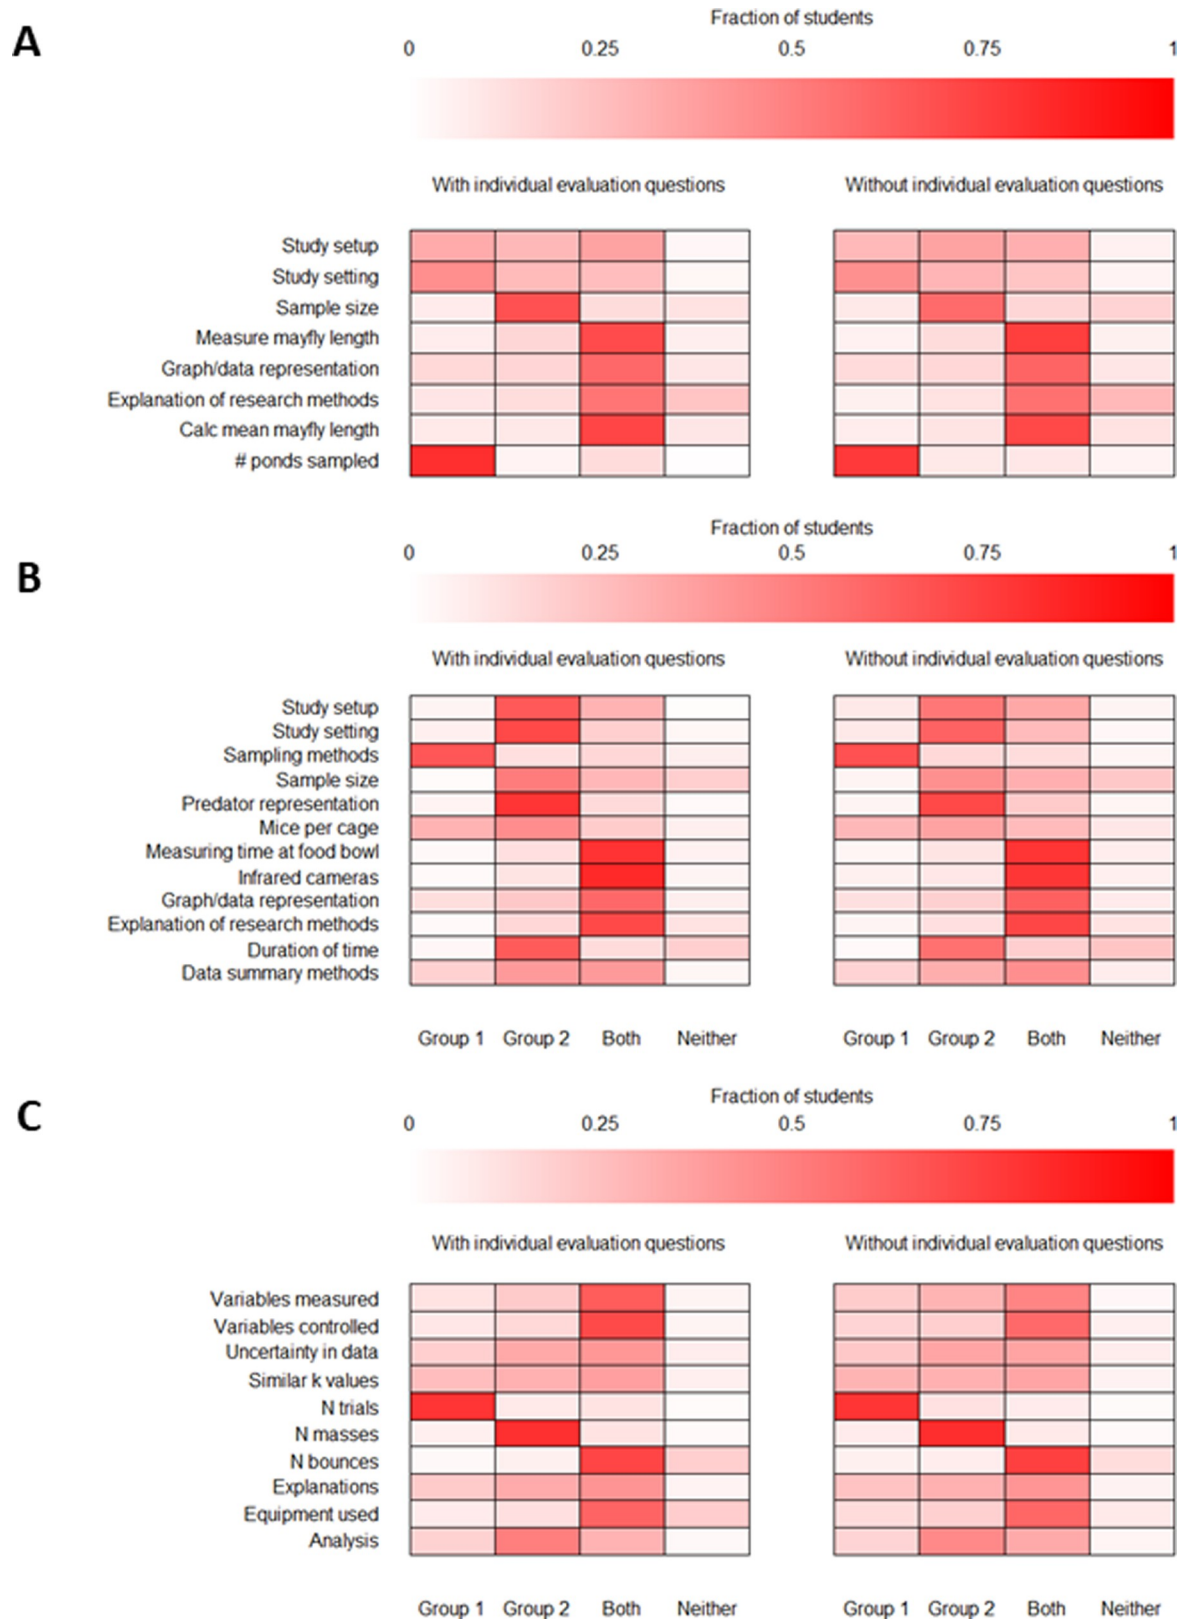 A
Fraction of students
0 0.25 0.5 0.75 1
With individual evaluation questions Without individual evaluation questions
Study setup
Study setting
Sample size
Measure mayfly length
Graph/data representation
Explanation of research methods
Calc mean mayfly length
# ponds sampled
B
Fraction of students
0 0.25 0.5 0.75 1
With individual evaluation questions Without individual evaluation questions
Study setup
Study setting
Sampling methods
Sample size
Predator representation
Mice per cage
Measuring time at food bowl
Infrared cameras
Graph/data representation
Explanation of research methods
Duration of time
Data summary methods
Group 1 Group 2 Both Neither Group 1 Group 2 Both Neither
C
Fraction of students
0 0.25 0.5 0.75 1
With individual evaluation questions Without individual evaluation questions
Variables measured
Variables controlled
Uncertainty in data
Similar k values
N trials
N masses
N bounces
Explanations
Equipment used
Analysis
Group 1 Group 2 Both Neither Group 1 Group 2 Both Neither